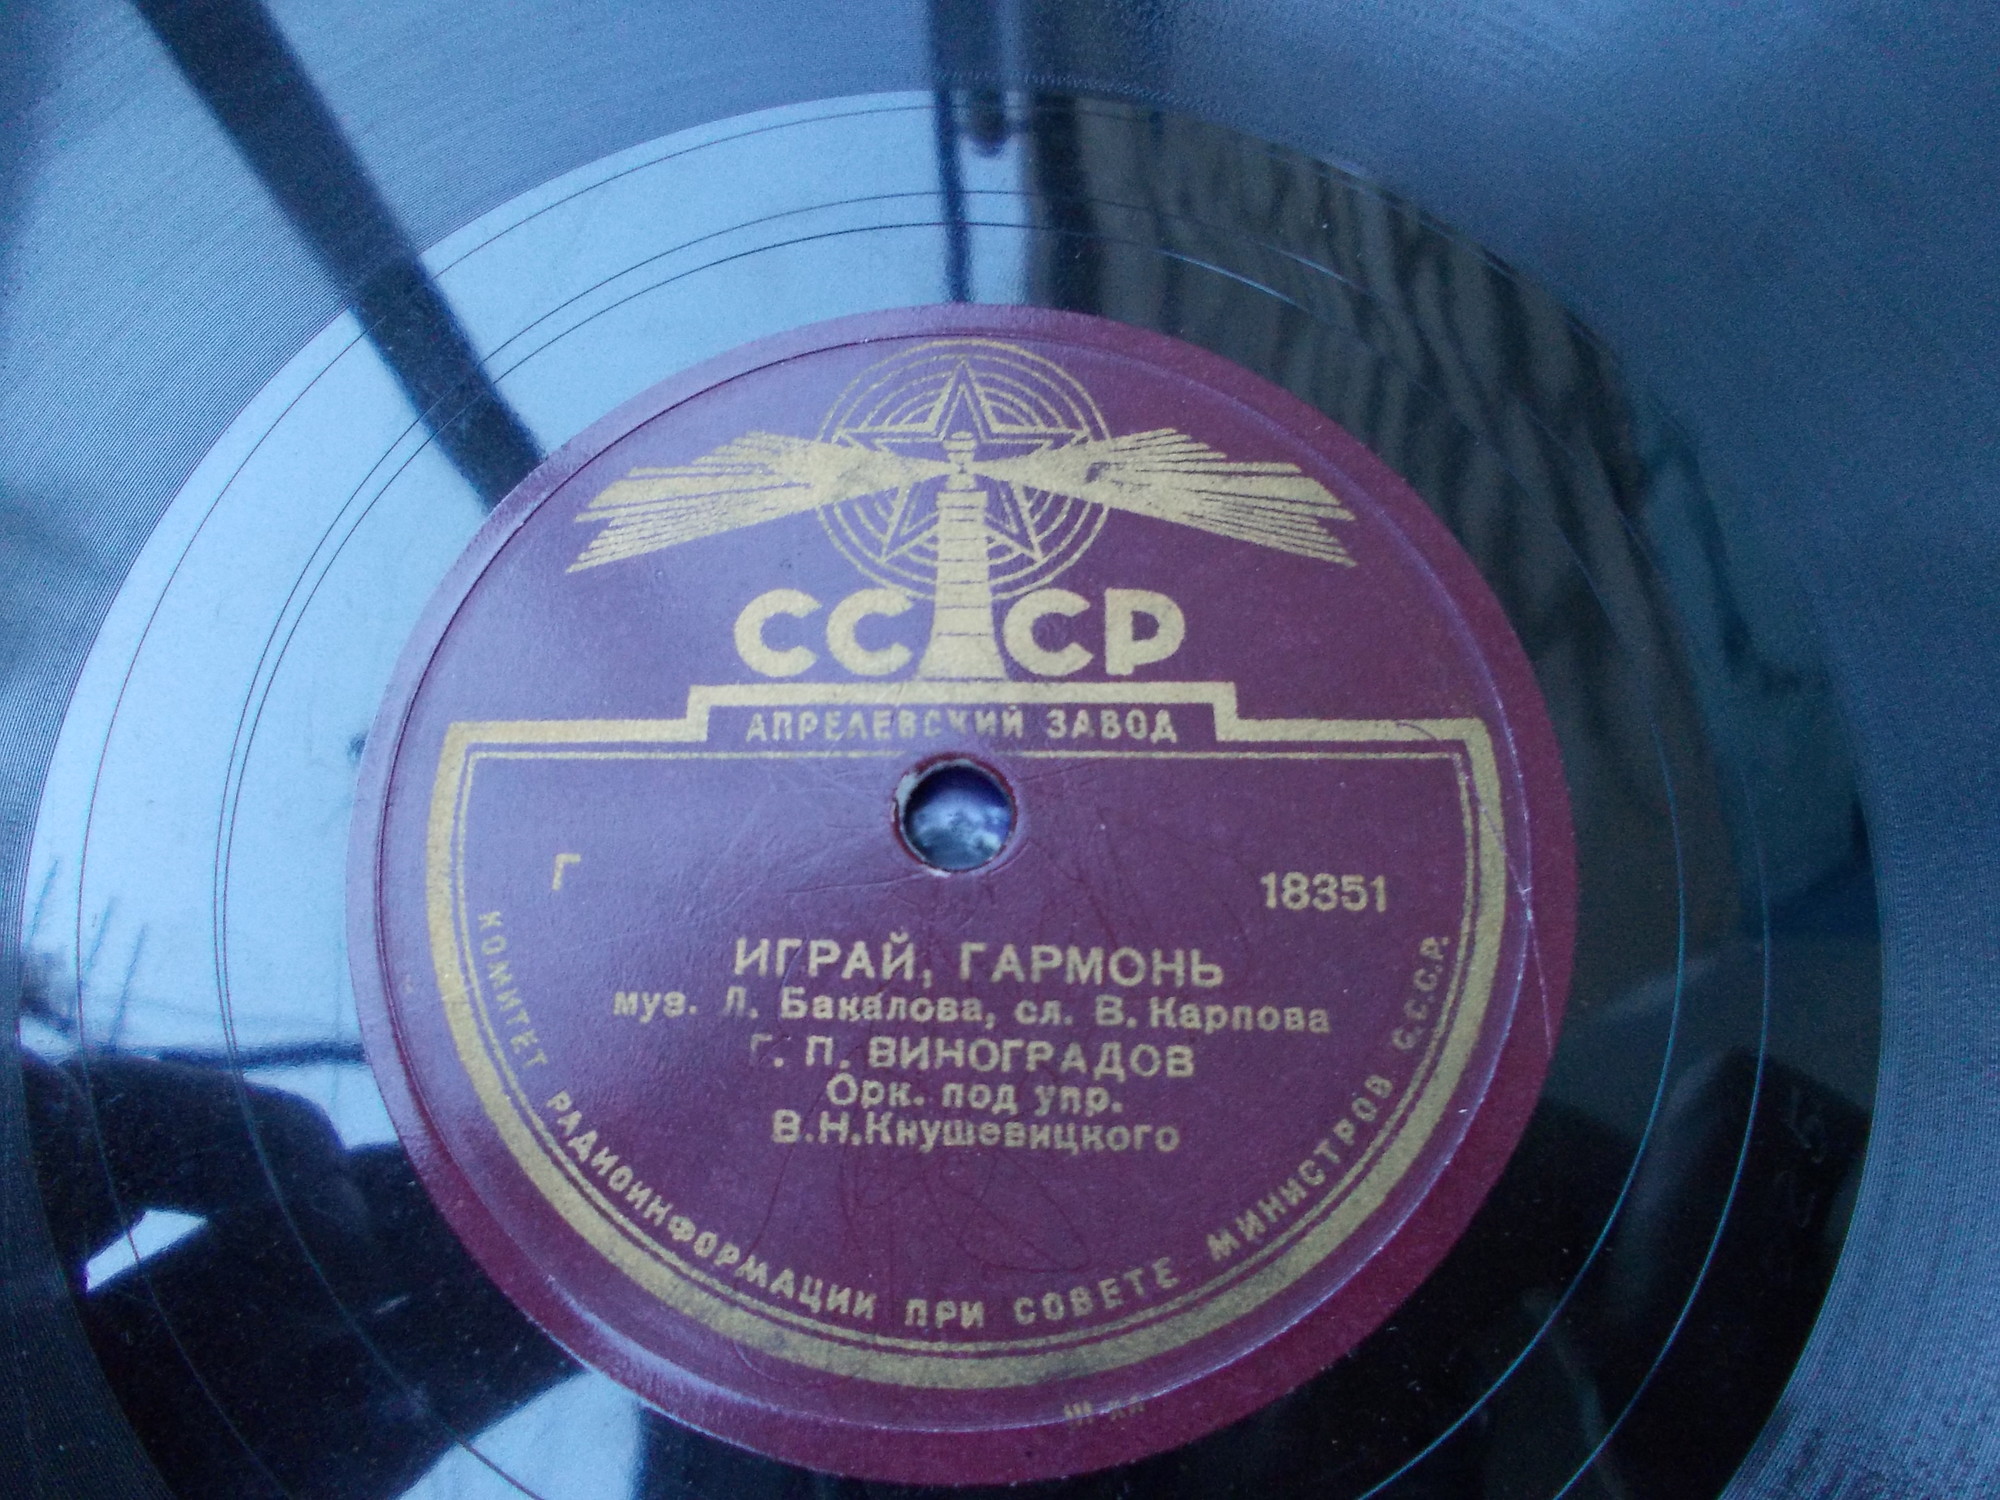 СССР
АПРЕЛЕВСКИЙ ЗАВОД
Г 18351
ИГРАЙ, ГАРМОНЬ
муз. Л. Бакалова, сл. В. Карпова
Г. П. ВИНОГРАДОВ
Орк. под упр.
В.Н.Кнушевицкого
КОМИТЕТ РАДИОИНФОРМАЦИИ ПРИ СОВЕТЕ МИНИСТРОВ С.С.С.Р.